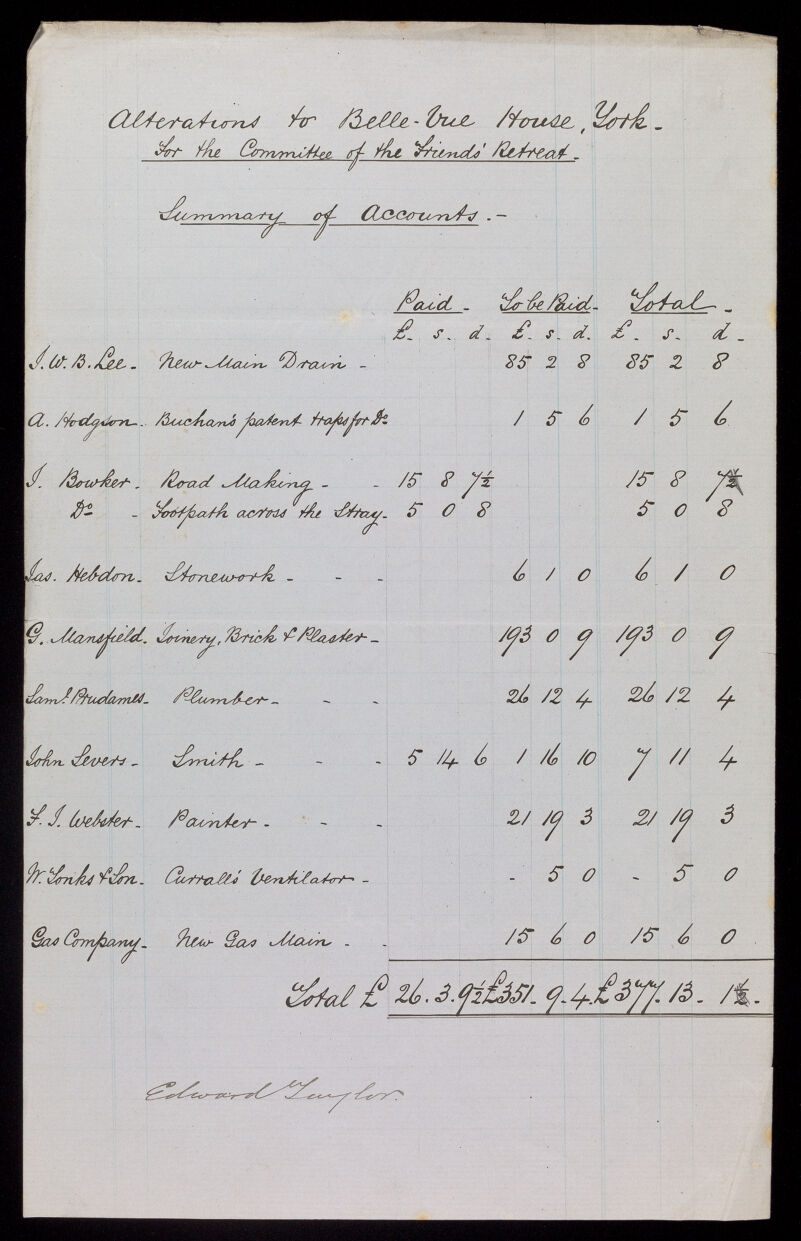 Alterations to Belle-Vue House, York -
For the Committee of the Friends' Retreat -
Summary of Accounts . -
Paid - To be Paid - Total -
£. s. d. £. s. d. £. s. d -
J. W. B. Lee - New Main Drain - 85 2 8 85 2 8
A. Hodgson - Buchan's patent traps for Do 1 5 6 1 5 6
J. Bowker - Road Making - - 15 8 7½ 15 8 7½
Do - Footpath across the Stray - 5 0 8 5 0 8
Jas. Hebdon - Stonework - - - 6 1 0 6 1 0
G. Mansfield . Joinery, Brick & Plaster - 193 0 9 193 0 9
Saml. Prudames - Plumber - - - 26 12 4 26 12 4
John Severs - Smith - - - 5 14 6 1 16 10 7 11 4
F. J. Webster - Painter - - - 21 19 3 21 19 3
W. Tonks & Son - Currall's Ventilator - - 5 0 - 5 0
Gas Company - New Gas Main - - 15 6 0 15 6 0
Total £ 26 . 3 . 9½ £351 - 9 - 4 . £377 . 13 - 1½ -
Edward Taylor .